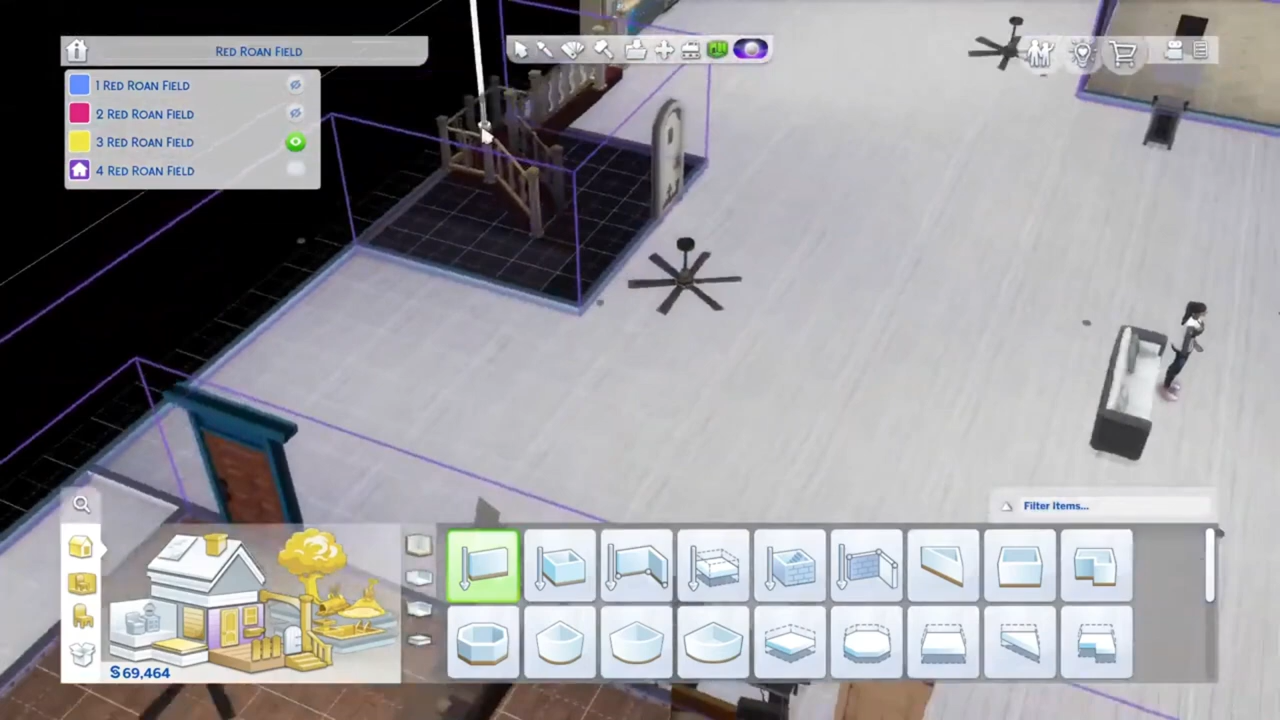 RED ROAN FIELD
1 RED ROAN FIELD
2 RED ROAN FIELD
3 RED ROAN FIELD
4 RED ROAN FIELD
Filter Items...
§69,464